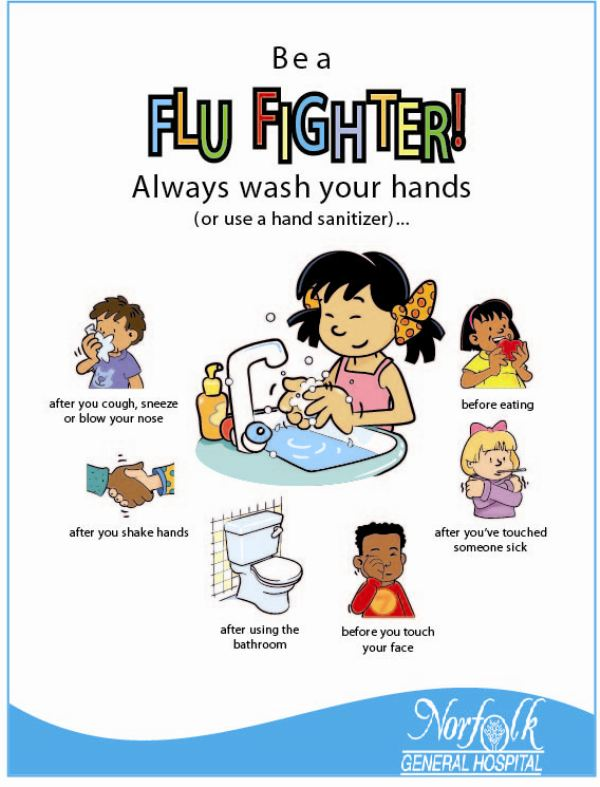 Be a
FLU FIGHTER!
Always wash your hands
(or use a hand sanitizer)...
after you cough, sneeze
or blow your nose
before eating
after you shake hands
after you've touched
someone sick
after using the
bathroom
before you touch
your face
Norfolk
GENERAL HOSPITAL